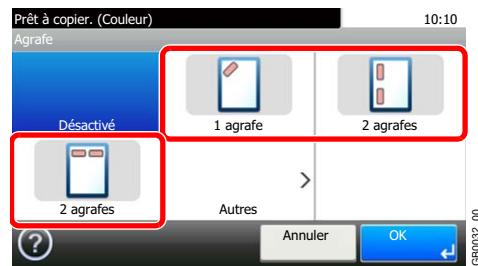 Prêt à copier. (Couleur) 10:10
Agrafe
Désactivé 1 agrafe 2 agrafes
2 agrafes Autres
? Annuler OK
GB0032_00